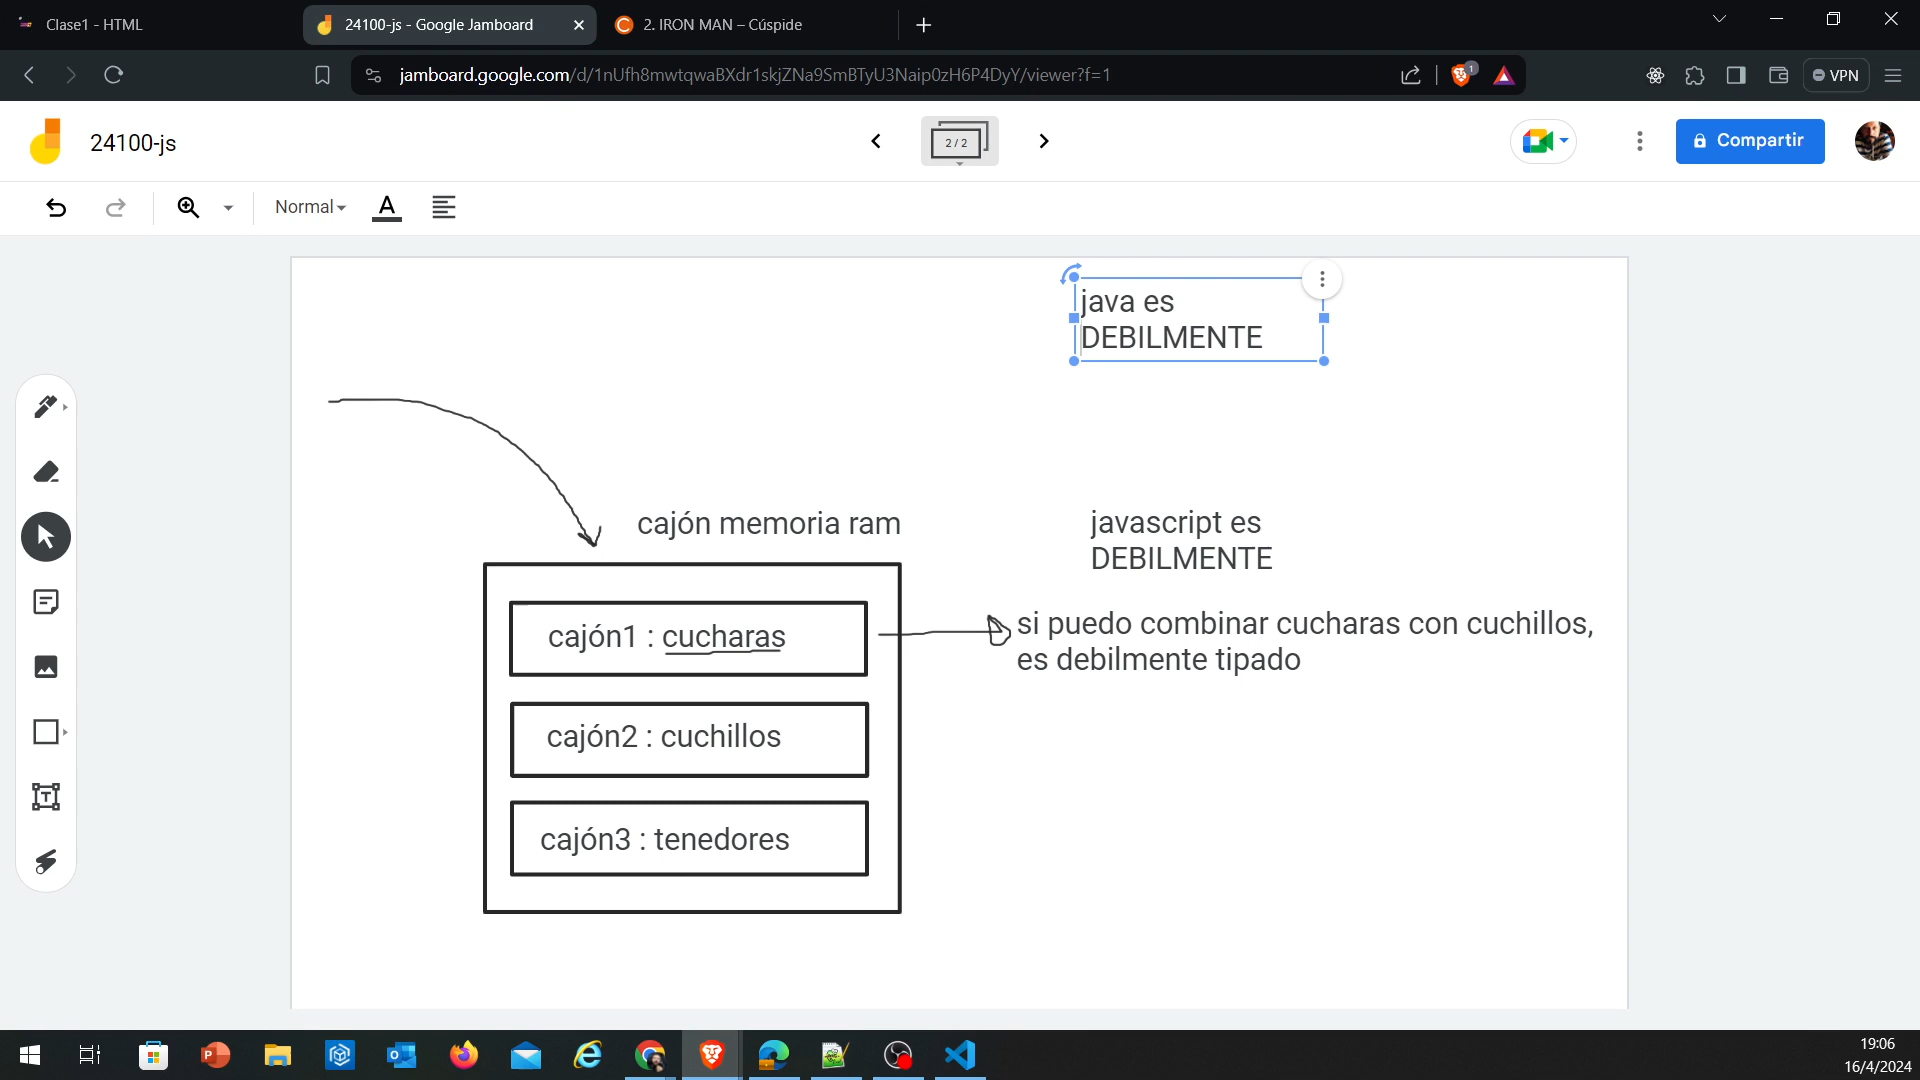 Clase1 - HTML
24100-js - Google Jamboard
2. IRON MAN – Cúspide
jamboard.google.com/d/1nUfh8mwtqwaBXdr1skjZNa9SmBTyU3Naip0zH6P4DyY/viewer?f=1
1
VPN
24100-js
2 / 2
Compartir
Normal
A
java es
DEBILMENTE
cajón memoria ram
javascript es
DEBILMENTE
cajón1 : cucharas
si puedo combinar cucharas con cuchillos,
es debilmente tipado
cajón2 : cuchillos
cajón3 : tenedores
19:06
16/4/2024